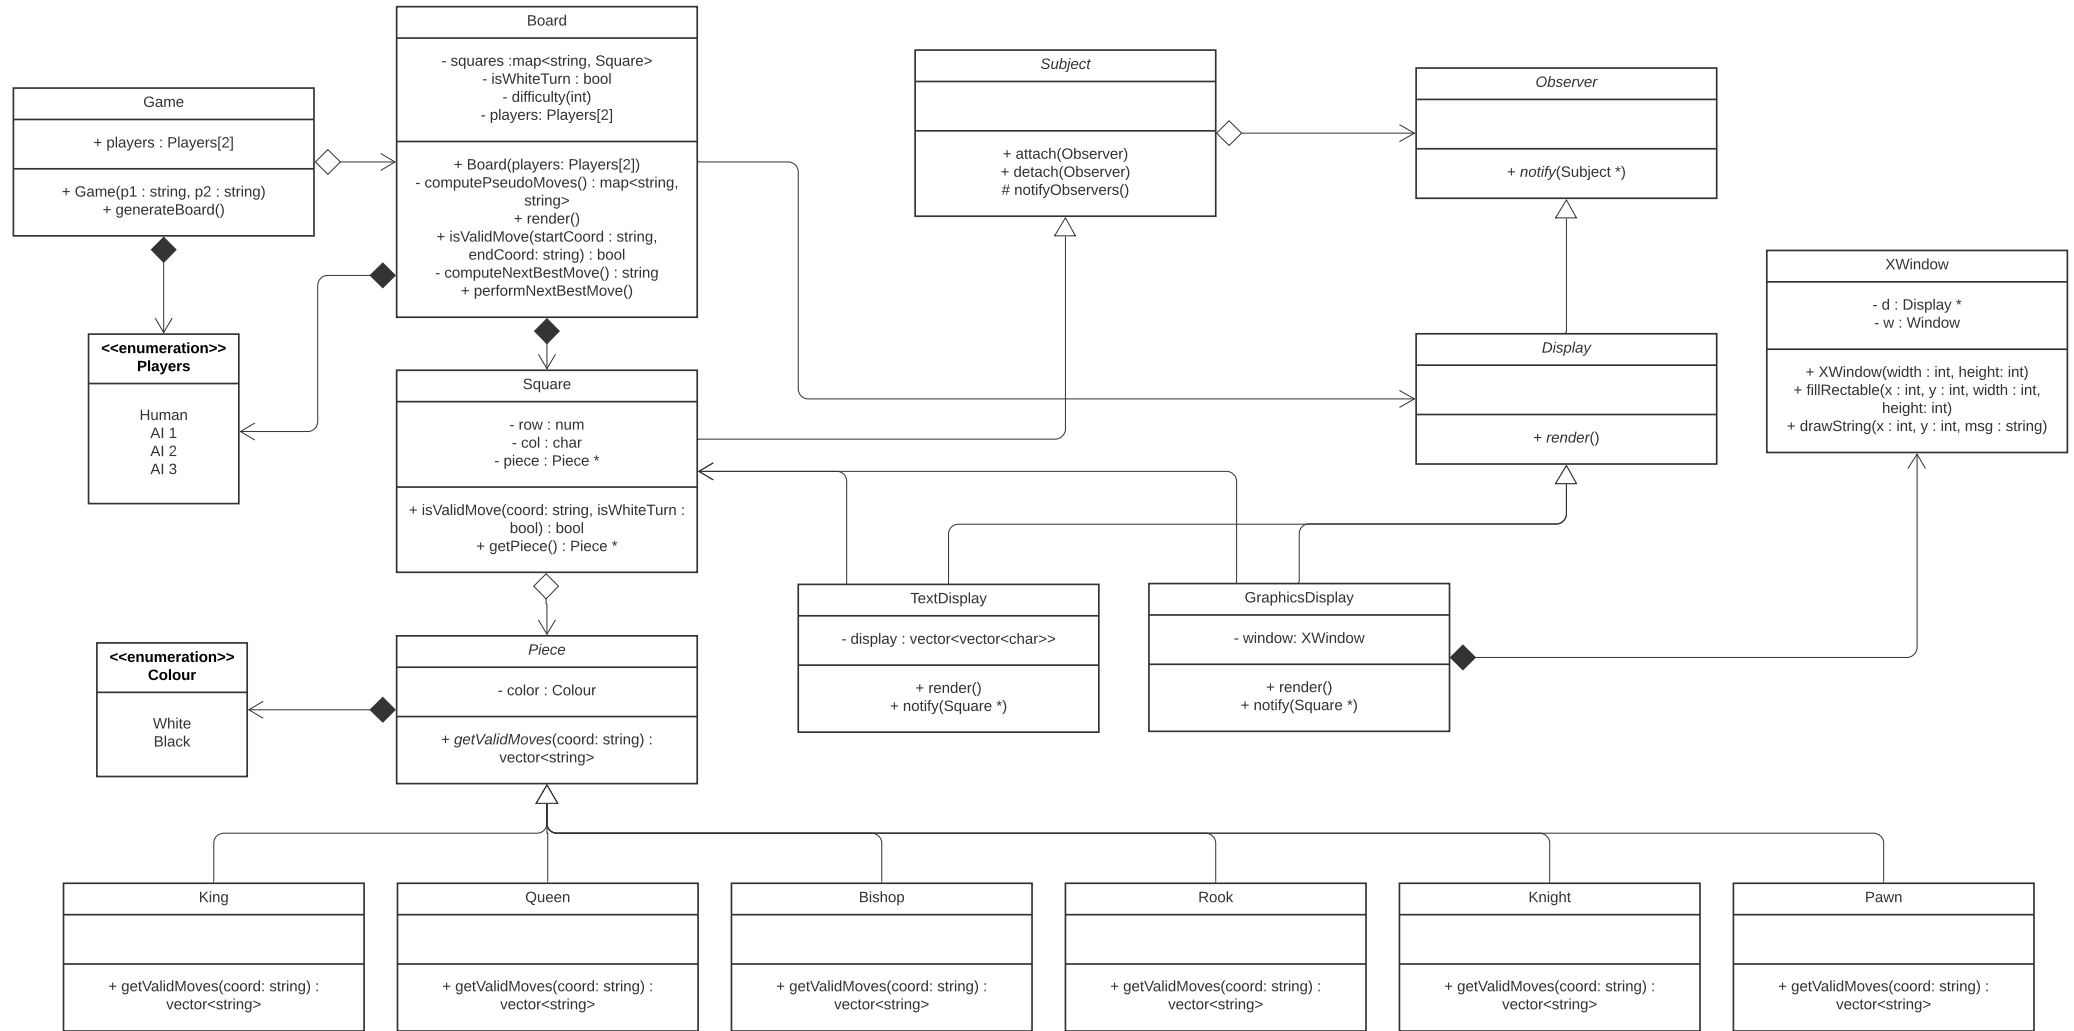 Board
- squares :map<string, Square>
- isWhiteTurn : bool
- difficulty(int)
- players: Players[2]
+ Board(players: Players[2])
- computePseudoMoves() : map<string,
string>
+ render()
+ isValidMove(startCoord : string,
endCoord: string) : bool
- computeNextBestMove() : string
+ performNextBestMove()
Game
+ players : Players[2]
+ Game(p1 : string, p2 : string)
+ generateBoard()
Subject
+ attach(Observer)
+ detach(Observer)
# notifyObservers()
Observer
+ notify(Subject *)
XWindow
- d : Display *
- w : Window
+ XWindow(width : int, height: int)
+ fillRectable(x : int, y : int, width : int,
height: int)
+ drawString(x : int, y : int, msg : string)
<<enumeration>>
Players
Human
AI 1
AI 2
AI 3
Square
- row : num
- col : char
- piece : Piece *
+ isValidMove(coord: string, isWhiteTurn :
bool) : bool
+ getPiece() : Piece *
Display
+ render()
TextDisplay
- display : vector<vector<char>>
+ render()
+ notify(Square *)
GraphicsDisplay
- window: XWindow
+ render()
+ notify(Square *)
<<enumeration>>
Colour
White
Black
Piece
- color : Colour
+ getValidMoves(coord: string) :
vector<string>
King
+ getValidMoves(coord: string) :
vector<string>
Queen
+ getValidMoves(coord: string) :
vector<string>
Bishop
+ getValidMoves(coord: string) :
vector<string>
Rook
+ getValidMoves(coord: string) :
vector<string>
Knight
+ getValidMoves(coord: string) :
vector<string>
Pawn
+ getValidMoves(coord: string) :
vector<string>